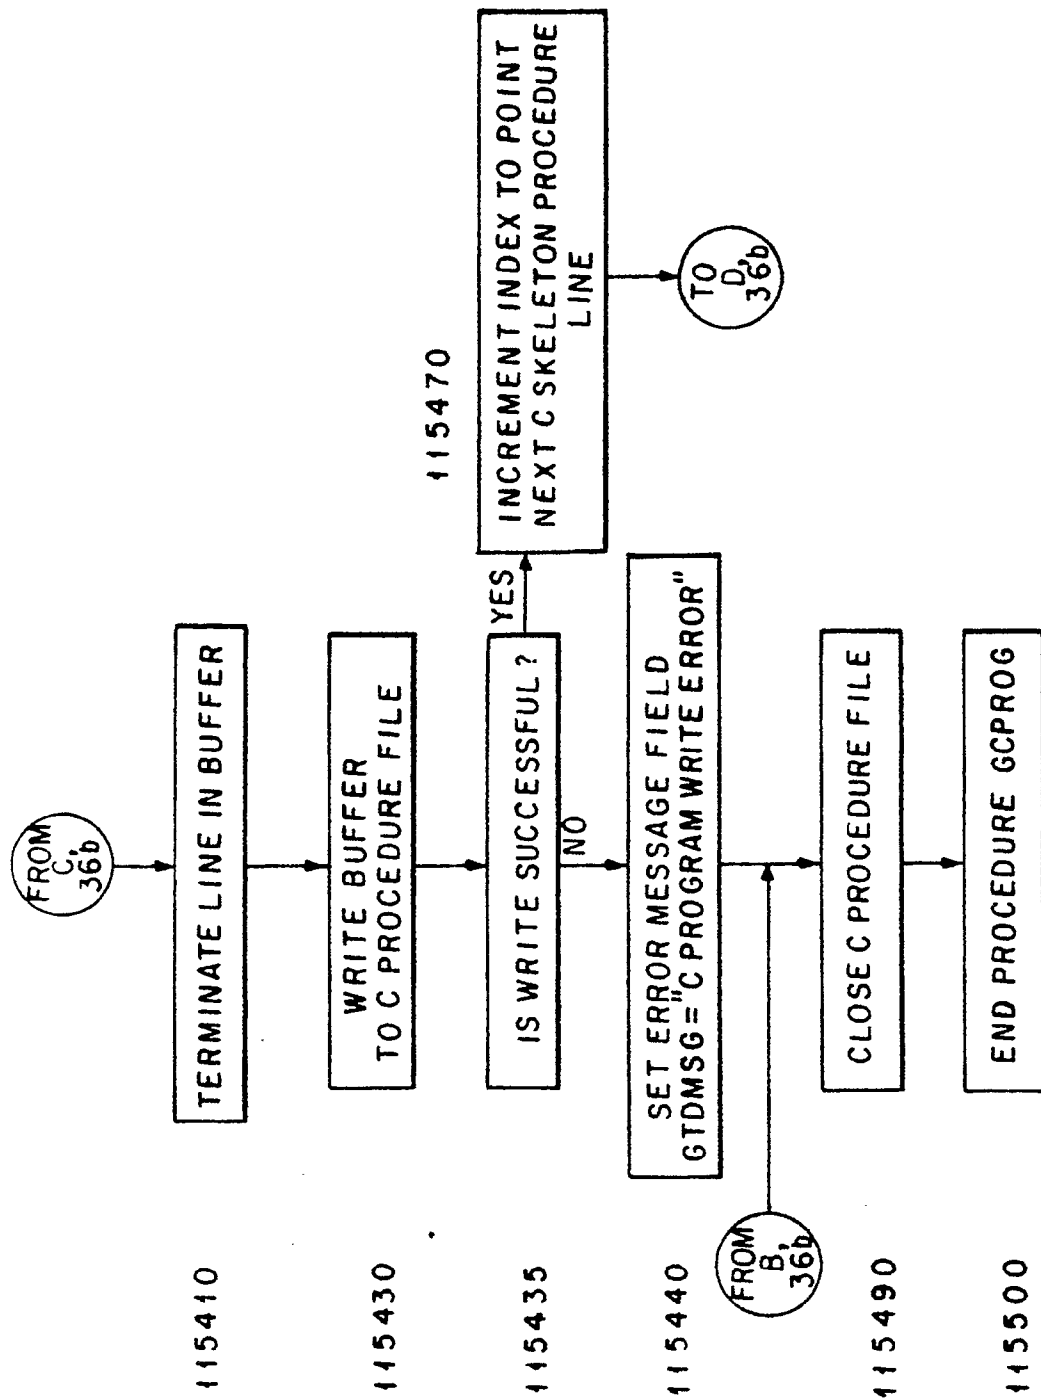 FROM
C,
36b
115410
TERMINATE LINE IN BUFFER
115430
WRITE BUFFER
TO C PROCEDURE FILE
115435
IS WRITE SUCCESSFUL?
YES
NO
115470
INCREMENT INDEX TO POINT
NEXT C SKELETON PROCEDURE
LINE
TO
D,
36b
115440
SET ERROR MESSAGE FIELD
GTDMSG="C PROGRAM WRITE ERROR"
FROM
B,
36b
115490
CLOSE C PROCEDURE FILE
115500
END PROCEDURE GCPROG